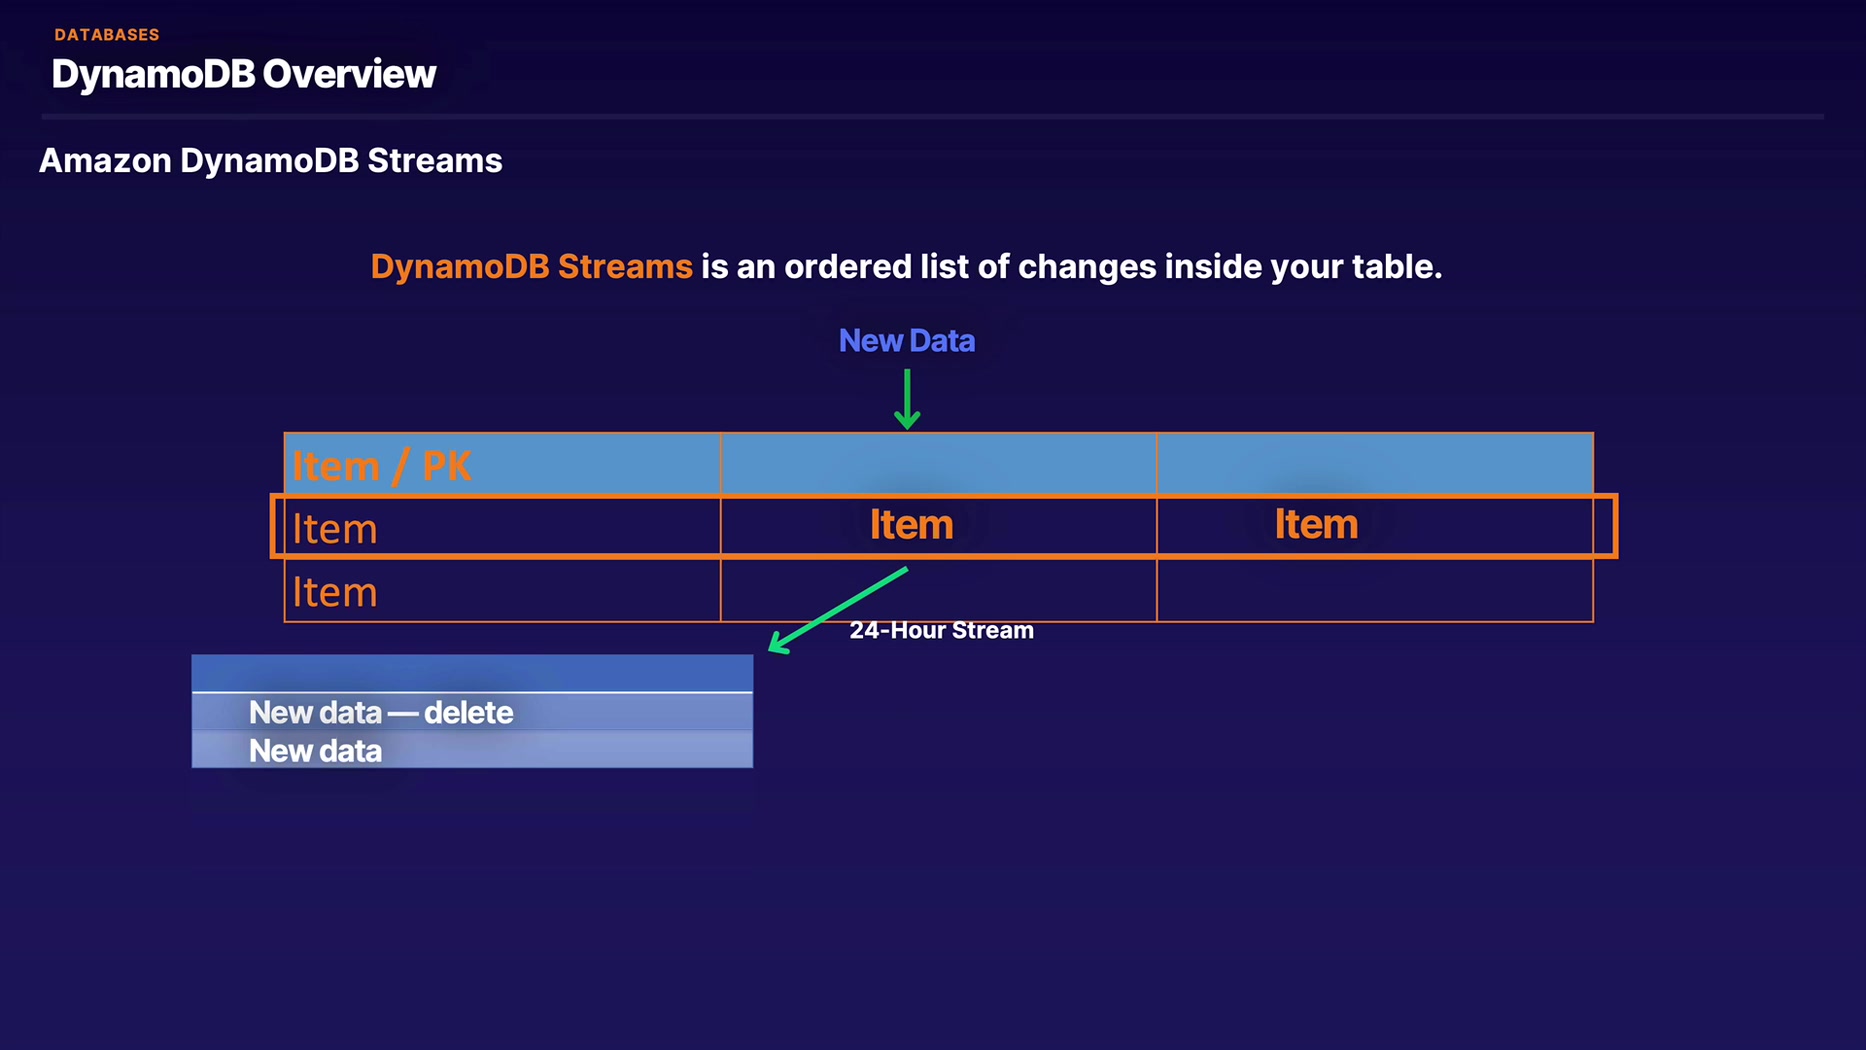 DATABASES
DynamoDB Overview
Amazon DynamoDB Streams
DynamoDB Streams is an ordered list of changes inside your table.
New Data
Item / PK
Item Item Item
Item
24-Hour Stream
New data — delete
New data